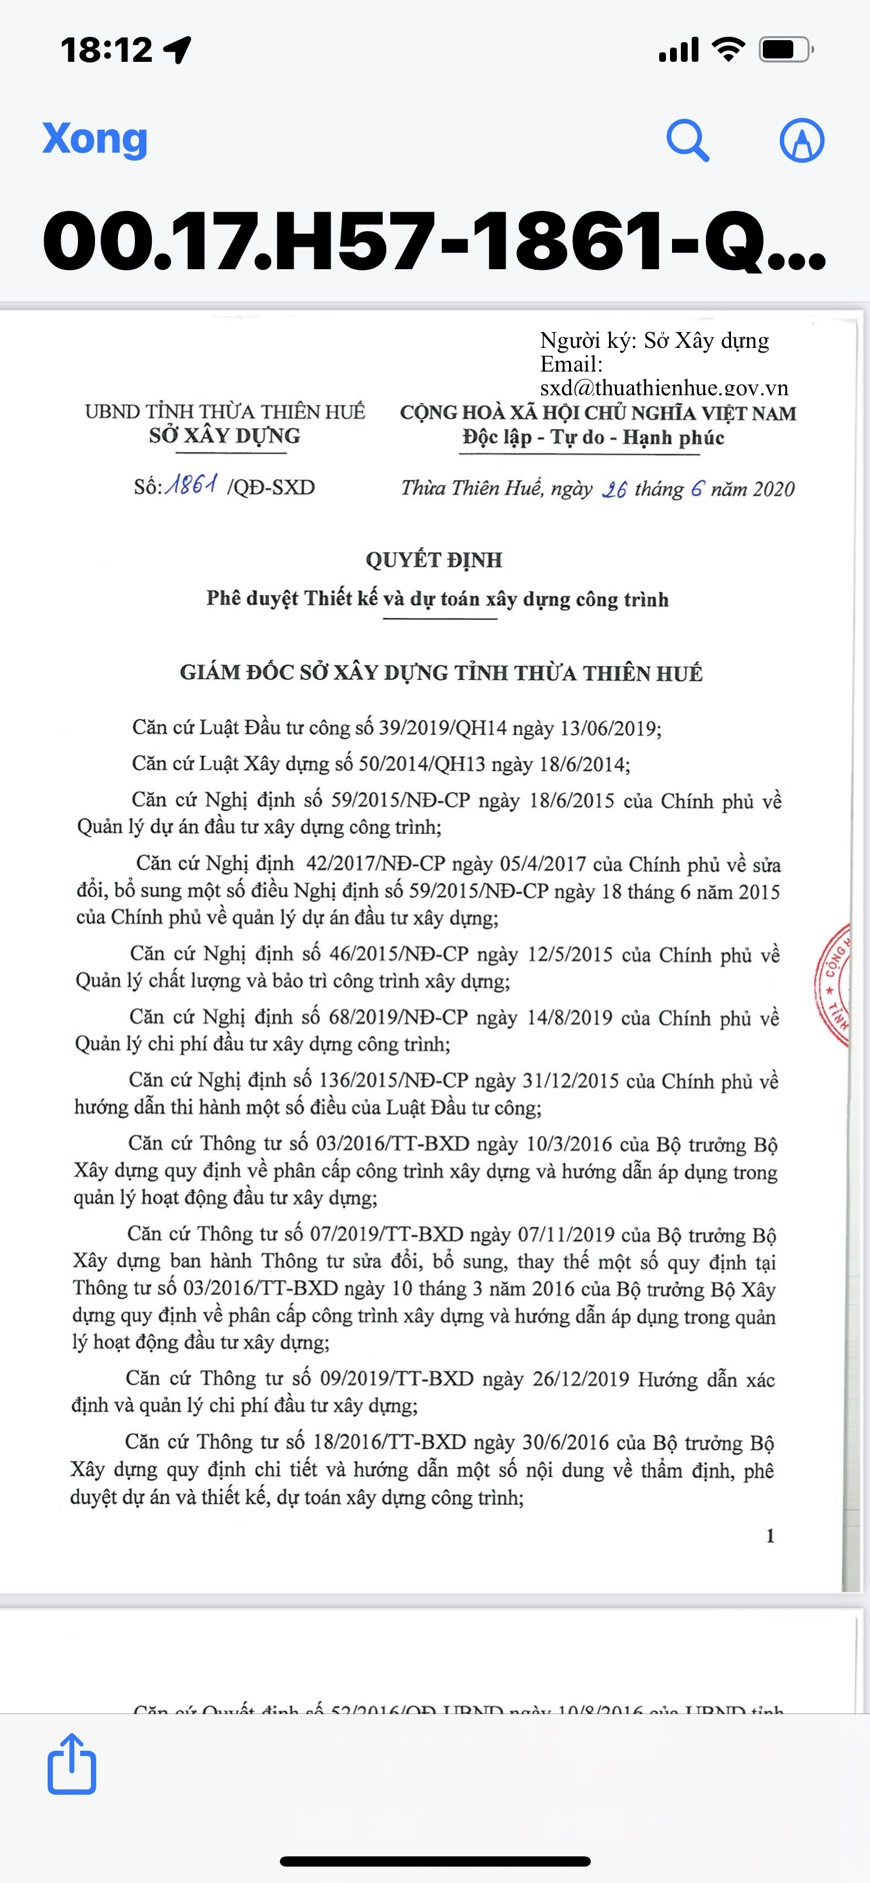 18:12
Xong
00.17.H57-1861-Q...
Người ký: Sở Xây dựng
Email:
sxd@thuathienhue.gov.vn
UBND TỈNH THỪA THIÊN HUẾ
CỘNG HOÀ XÃ HỘI CHỦ NGHĨA VIỆT NAM
SỞ XÂY DỰNG
Độc lập - Tự do - Hạnh phúc
Số: 1861 /QĐ-SXD
Thừa Thiên Huế, ngày 26 tháng 6 năm 2020
QUYẾT ĐỊNH
Phê duyệt Thiết kế và dự toán xây dựng công trình
GIÁM ĐỐC SỞ XÂY DỰNG TỈNH THỪA THIÊN HUẾ
Căn cứ Luật Đầu tư công số 39/2019/QH14 ngày 13/06/2019;
Căn cứ Luật Xây dựng số 50/2014/QH13 ngày 18/6/2014;
Căn cứ Nghị định số 59/2015/NĐ-CP ngày 18/6/2015 của Chính phủ về
Quản lý dự án đầu tư xây dựng công trình;
Căn cứ Nghị định 42/2017/NĐ-CP ngày 05/4/2017 của Chính phủ về sửa
đổi, bổ sung một số điều Nghị định số 59/2015/NĐ-CP ngày 18 tháng 6 năm 2015
của Chính phủ về quản lý dự án đầu tư xây dựng;
Căn cứ Nghị định số 46/2015/NĐ-CP ngày 12/5/2015 của Chính phủ về
Quản lý chất lượng và bảo trì công trình xây dựng;
Căn cứ Nghị định số 68/2019/NĐ-CP ngày 14/8/2019 của Chính phủ về
Quản lý chi phí đầu tư xây dựng công trình;
Căn cứ Nghị định số 136/2015/NĐ-CP ngày 31/12/2015 của Chính phủ về
hướng dẫn thi hành một số điều của Luật Đầu tư công;
Căn cứ Thông tư số 03/2016/TT-BXD ngày 10/3/2016 của Bộ trưởng Bộ
Xây dựng quy định về phân cấp công trình xây dựng và hướng dẫn áp dụng trong
quản lý hoạt động đầu tư xây dựng;
Căn cứ Thông tư số 07/2019/TT-BXD ngày 07/11/2019 của Bộ trưởng Bộ
Xây dựng ban hành Thông tư sửa đổi, bổ sung, thay thế một số quy định tại
Thông tư số 03/2016/TT-BXD ngày 10 tháng 3 năm 2016 của Bộ trưởng Bộ Xây
dựng quy định về phân cấp công trình xây dựng và hướng dẫn áp dụng trong quản
lý hoạt động đầu tư xây dựng;
Căn cứ Thông tư số 09/2019/TT-BXD ngày 26/12/2019 Hướng dẫn xác
định và quản lý chi phí đầu tư xây dựng;
Căn cứ Thông tư số 18/2016/TT-BXD ngày 30/6/2016 của Bộ trưởng Bộ
Xây dựng quy định chi tiết và hướng dẫn một số nội dung về thẩm định, phê
duyệt dự án và thiết kế, dự toán xây dựng công trình;
CỘNG
TỈNH
1
Căn cứ Quyết định số 52/2016/QĐ-UBND ngày 10/8/2016 của UBND tỉnh